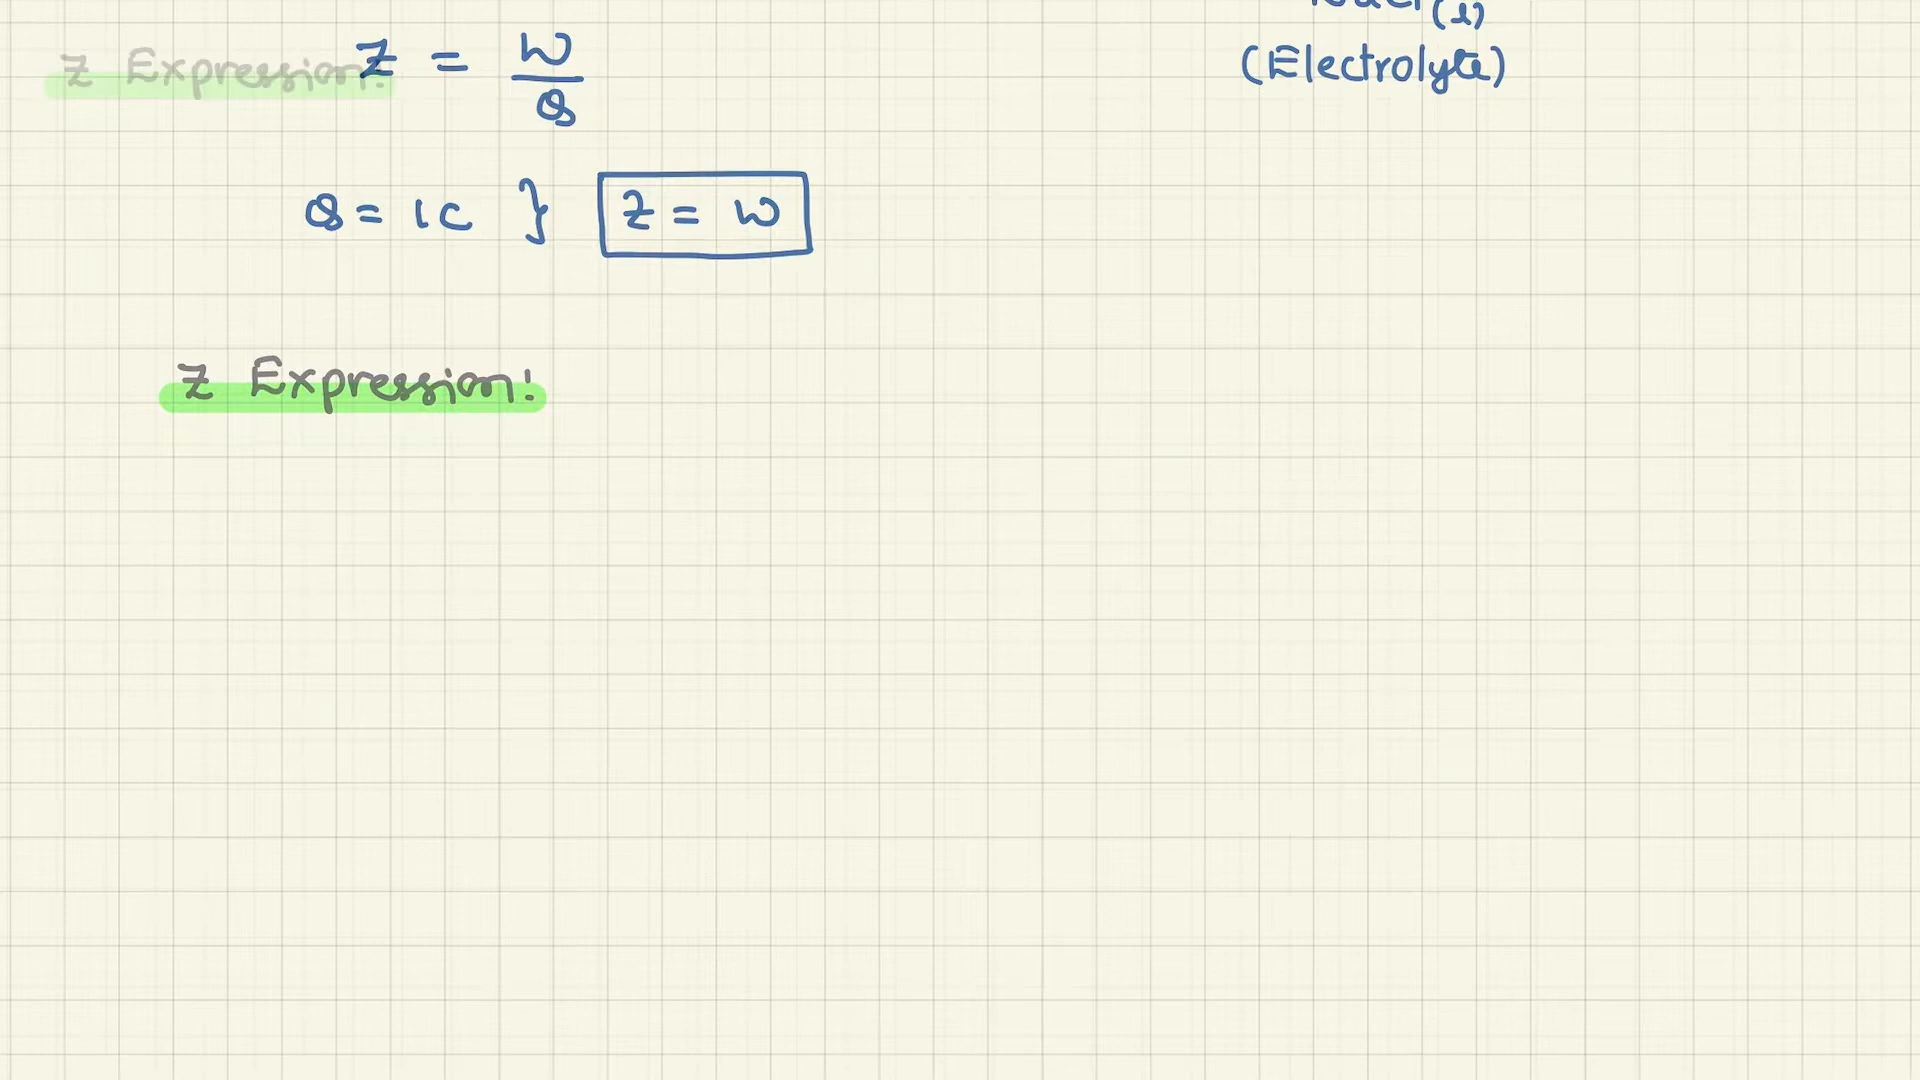 (l)
Z Expression: Z = W/Q
(Electrolyte)
Q = 1C } Z = W
Z Expression: